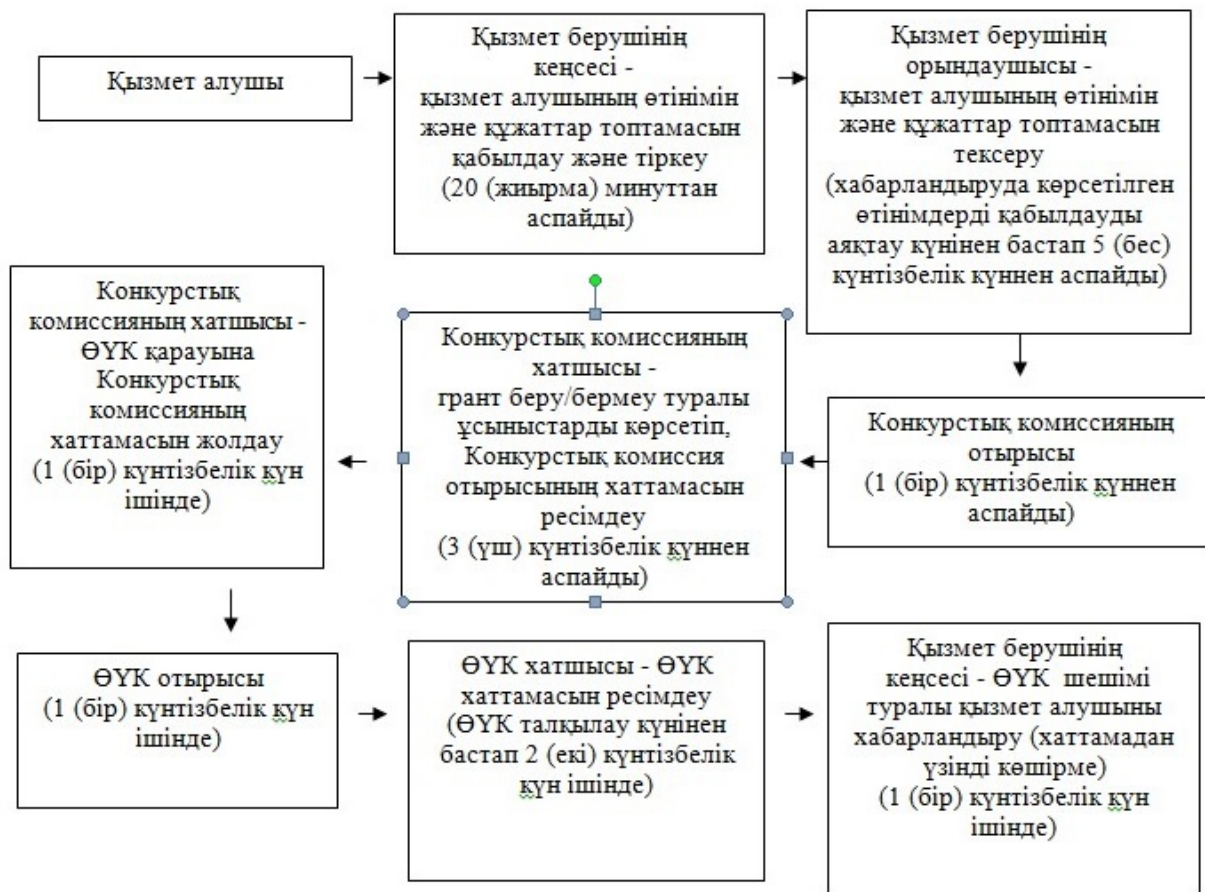 Қызмет алушы
Қызмет берушінің
кеңсесі -
қызмет алушының өтінімін
және құжаттар топтамасын
қабылдау және тіркеу
(20 (жиырма) минуттан
аспайды)
Қызмет берушінің
орындаушысы -
қызмет алушының өтінімін
және құжаттар топтамасын
тексеру
(хабарландыруда көрсетілген
өтінімдерді қабылдауды
аяқтау күнінен бастап 5 (бес)
күнтізбелік күннен аспайды)
Конкурстық комиссияның
отырысы
(1 (бір) күнтізбелік күннен
аспайды)
Конкурстық комиссияның
хатшысы -
грант беру/бермеу туралы
ұсыныстарды көрсетіп,
Конкурстық комиссия
отырысының хаттамасын
ресімдеу
(3 (үш) күнтізбелік күннен
аспайды)
Конкурстық
комиссияның хатшысы -
ӨҮК қарауына
Конкурстық
комиссияның
хаттамасын жолдау
(1 (бір) күнтізбелік күн
ішінде)
ӨҮК отырысы
(1 (бір) күнтізбелік күн
ішінде)
ӨҮК хатшысы - ӨҮК
хаттамасын ресімдеу
(ӨҮК талқылау күнінен
бастап 2 (екі) күнтізбелік
күн ішінде)
Қызмет берушінің
кеңсесі - ӨҮК шешімі
туралы қызмет алушыны
хабарландыру (хаттамадан
үзінді көшірме)
(1 (бір) күнтізбелік күн
ішінде)